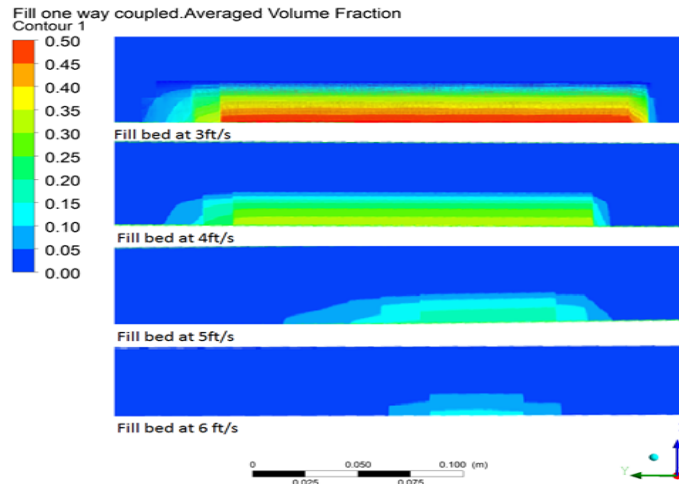 Fill one way coupled.Averaged Volume Fraction
Contour 1
0.50
0.45
0.40
0.35
0.30
0.25
0.20
0.15
0.10
0.05
0.00
Fill bed at 3ft/s
Fill bed at 4ft/s
Fill bed at 5ft/s
Fill bed at 6 ft/s
0 0.050 0.100 (m)
0.025 0.075
Y